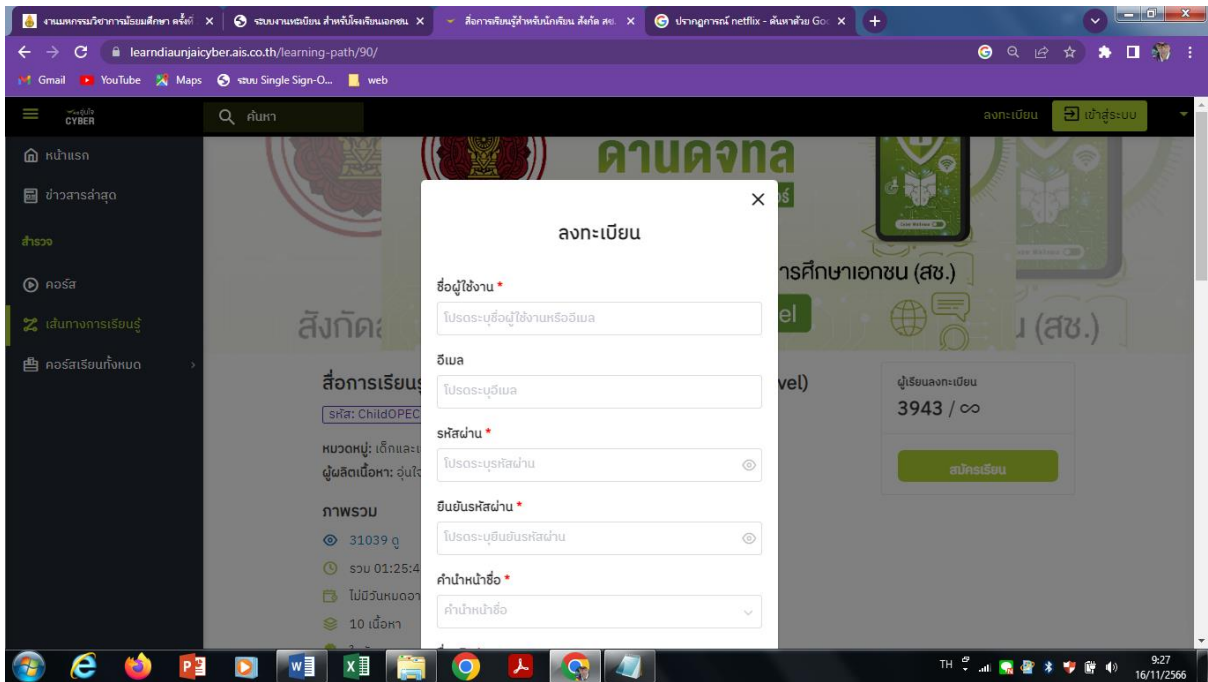 งานมหกรรมวิชาการมัธยมศึกษา ครั้งที่
ระบบงานทะเบียน สำหรับโรงเรียนเอกชน
สื่อการเรียนรู้สำหรับนักเรียน สังกัด สช.
ปรากฏการณ์ netflix - ค้นหาด้วย Goo
learndiaunjaicyber.ais.co.th/learning-path/90/
Gmail YouTube Maps ระบบ Single Sign-O... web
CYBER
ค้นหา
ลงทะเบียน
เข้าสู่ระบบ
หน้าแรก
ข่าวสารล่าสุด
สำรวจ
คอร์ส
เส้นทางการเรียนรู้
คอร์สเรียนทั้งหมด
ด้านดิจิทัล
ารศึกษาเอกชน (สช.)
el
สังกัด
น (สช.)
ลงทะเบียน
ชื่อผู้ใช้งาน *
โปรดระบุชื่อผู้ใช้งานหรืออีเมล
อีเมล
โปรดระบุอีเมล
รหัสผ่าน *
โปรดระบุรหัสผ่าน
ยืนยันรหัสผ่าน *
โปรดระบุยืนยันรหัสผ่าน
คำนำหน้าชื่อ *
คำนำหน้าชื่อ
สื่อการเรียนรู้
vel)
รหัส: ChildOPEC
หมวดหมู่: เด็กและเ
ผู้ผลิตเนื้อหา: อุ่นใจ
ภาพรวม
31039 ดู
รวม 01:25:4
ไม่มีวันหมดอา
10 เนื้อหา
ผู้เรียนลงทะเบียน
3943 / ∞
สมัครเรียน
TH
9:27
16/11/2566